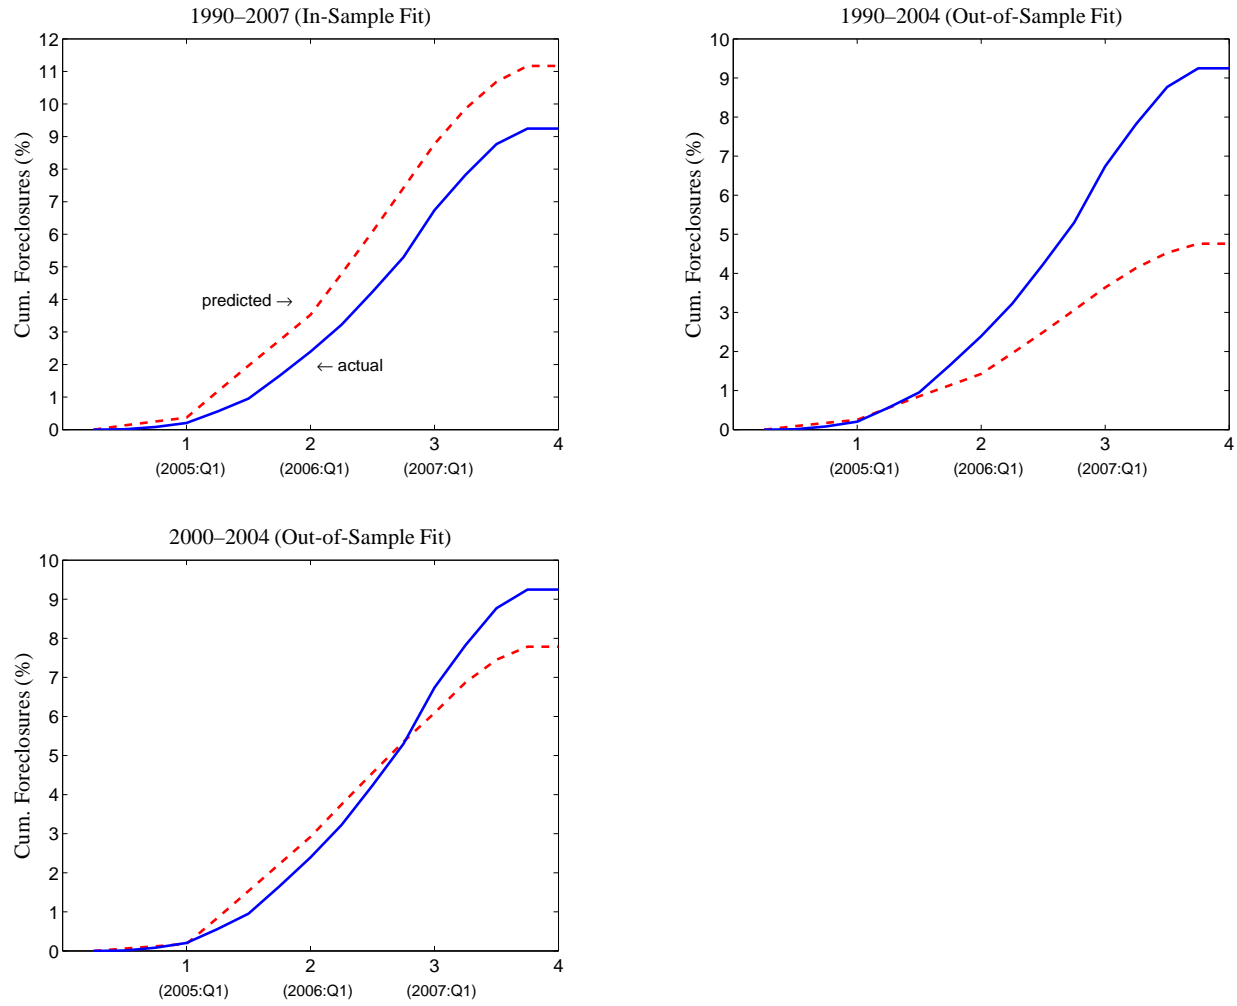 1990–2007 (In-Sample Fit)
12
11
10
9
8
7
6
5
4
3
2
1
0
Cum. Foreclosures (%)
predicted →
← actual
1
2
3
4
(2005:Q1)
(2006:Q1)
(2007:Q1)
1990–2004 (Out-of-Sample Fit)
10
9
8
7
6
5
4
3
2
1
0
Cum. Foreclosures (%)
1
2
3
4
(2005:Q1)
(2006:Q1)
(2007:Q1)
2000–2004 (Out-of-Sample Fit)
10
9
8
7
6
5
4
3
2
1
0
Cum. Foreclosures (%)
1
2
3
4
(2005:Q1)
(2006:Q1)
(2007:Q1)